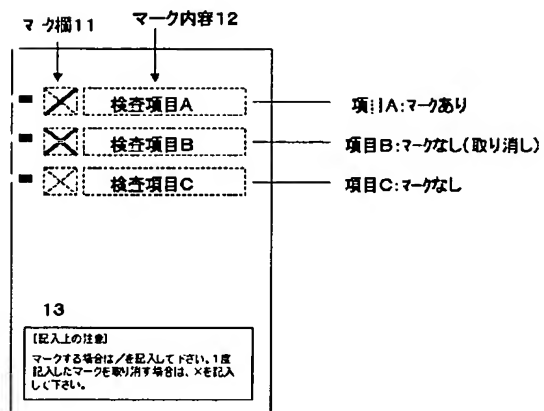 マーク欄11
マーク内容12
検査項目A
項目A:マークあり
検査項目B
項目B:マークなし(取り消し)
検査項目C
項目C:マークなし
13
[記入上の注意]
マークする場合は/を記入して下さい。1度
記入したマークを取り消す場合は、×を記入
して下さい。